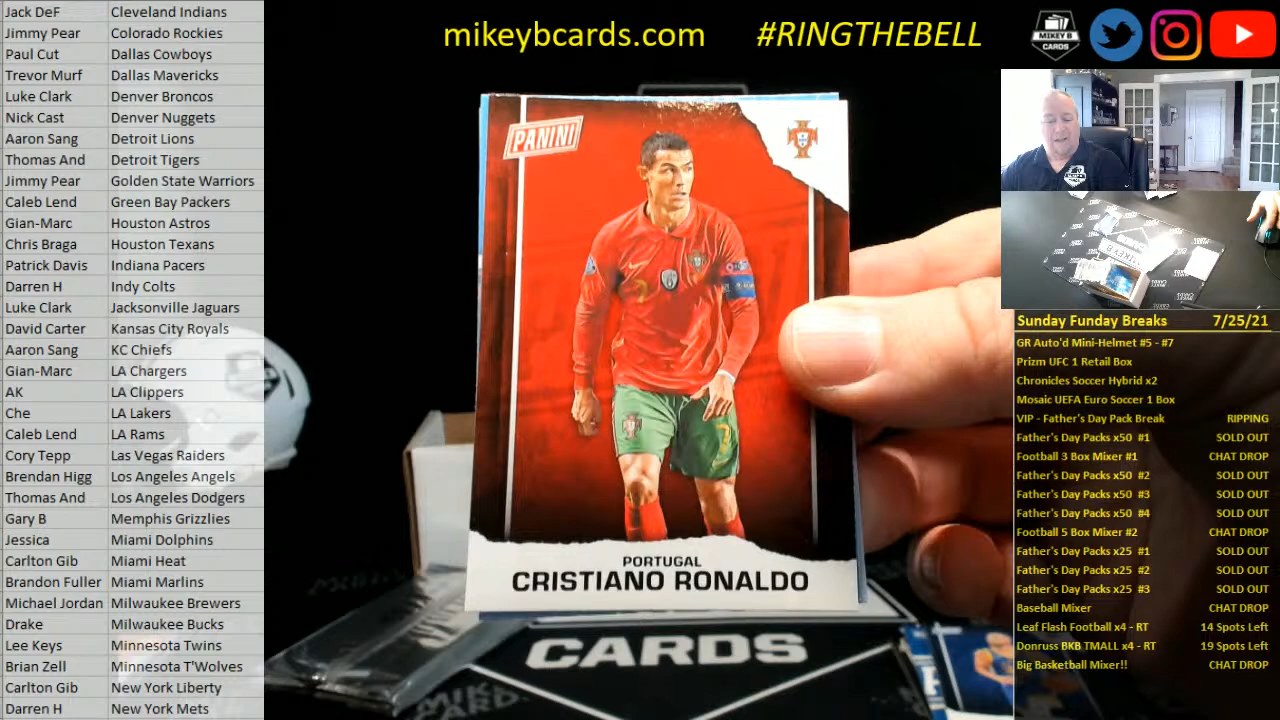 Jack DeF Cleveland Indians
Jimmy Pear Colorado Rockies
Paul Cut Dallas Cowboys
Trevor Murf Dallas Mavericks
Luke Clark Denver Broncos
Nick Cast Denver Nuggets
Aaron Sang Detroit Lions
Thomas And Detroit Tigers
Jimmy Pear Golden State Warriors
Caleb Lend Green Bay Packers
Gian-Marc Houston Astros
Chris Braga Houston Texans
Patrick Davis Indiana Pacers
Darren H Indy Colts
Luke Clark Jacksonville Jaguars
David Carter Kansas City Royals
Aaron Sang KC Chiefs
Gian-Marc LA Chargers
AK LA Clippers
Che LA Lakers
Caleb Lend LA Rams
Cory Tepp Las Vegas Raiders
Brendan Higg Los Angeles Angels
Thomas And Los Angeles Dodgers
Gary B Memphis Grizzlies
Jessica Miami Dolphins
Carlton Gib Miami Heat
Brandon Fuller Miami Marlins
Michael Jordan Milwaukee Brewers
Drake Milwaukee Bucks
Lee Keys Minnesota Twins
Brian Zell Minnesota T'Wolves
Carlton Gib New York Liberty
Darren H New York Mets
mikeybcards.com #RINGTHEBELL
MIKEY B
CARDS
PANINI
PORTUGAL
CRISTIANO RONALDO
CARDS
Sunday Funday Breaks 7/25/21
GR Auto'd Mini-Helmet #5 - #7
Prizm UFC 1 Retail Box
Chronicles Soccer Hybrid x2
Mosaic UEFA Euro Soccer 1 Box
VIP - Father's Day Pack Break RIPPING
Father's Day Packs x50 #1 SOLD OUT
Football 3 Box Mixer #1 CHAT DROP
Father's Day Packs x50 #2 SOLD OUT
Father's Day Packs x50 #3 SOLD OUT
Father's Day Packs x50 #4 SOLD OUT
Football 5 Box Mixer #2 CHAT DROP
Father's Day Packs x25 #1 SOLD OUT
Father's Day Packs x25 #2 SOLD OUT
Father's Day Packs x25 #3 SOLD OUT
Baseball Mixer CHAT DROP
Leaf Flash Football x4 - RT 14 Spots Left
Donruss BKB TMALL x4 - RT 19 Spots Left
Big Basketball Mixer!! CHAT DROP